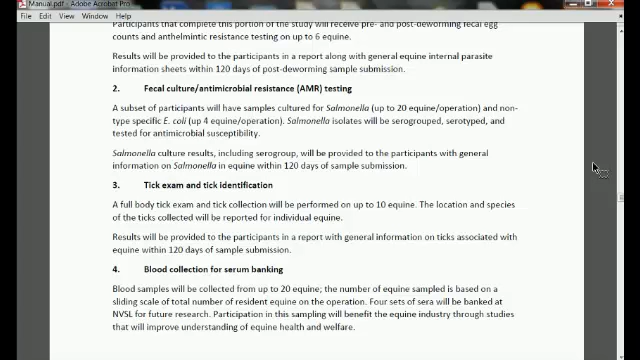 Manual.pdf - Adobe Acrobat Pro
File Edit View Window Help
Participants that complete this portion of the study will receive pre- and post-deworming fecal egg
counts and anthelmintic resistance testing on up to 6 equine.
Results will be provided to the participants in a report along with general equine internal parasite
information sheets within 120 days of post-deworming sample submission.
2. Fecal culture/antimicrobial resistance (AMR) testing
A subset of participants will have samples cultured for Salmonella (up to 20 equine/operation) and non-
type specific E. coli (up 4 equine/operation). Salmonella isolates will be serogrouped, serotyped, and
tested for antimicrobial susceptibility.
Salmonella culture results, including serogroup, will be provided to the participants with general
information on Salmonella in equine within 120 days of sample submission.
3. Tick exam and tick identification
A full body tick exam and tick collection will be performed on up to 10 equine. The location and species
of the ticks collected will be reported for individual equine.
Results will be provided to the participants in a report with general information on ticks associated with
equine within 120 days of sample submission.
4. Blood collection for serum banking
Blood samples will be collected from up to 20 equine; the number of equine sampled is based on a
sliding scale of total number of resident equine on the operation. Four sets of sera will be banked at
NVSL for future research. Participation in this sampling will benefit the equine industry through studies
that will improve understanding of equine health and welfare.